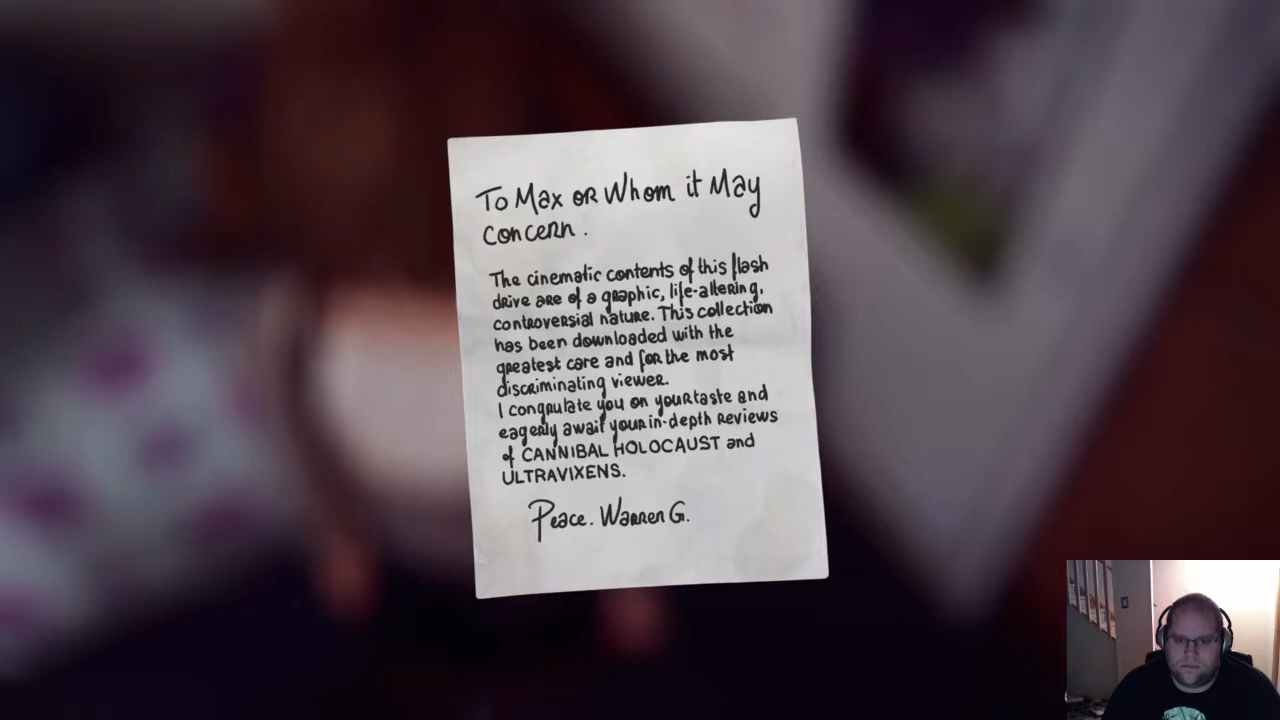 To Max or Whom it May
Concern.
The cinematic contents of this flash
drive are of a graphic, life-altering,
controversial nature. This collection
has been downloaded with the
greatest care and for the most
discriminating viewer.
I congrulate you on your taste and
eagerly await your in-depth reviews
of CANNIBAL HOLOCAUST and
ULTRAVIXENS.
Peace. Warren G.